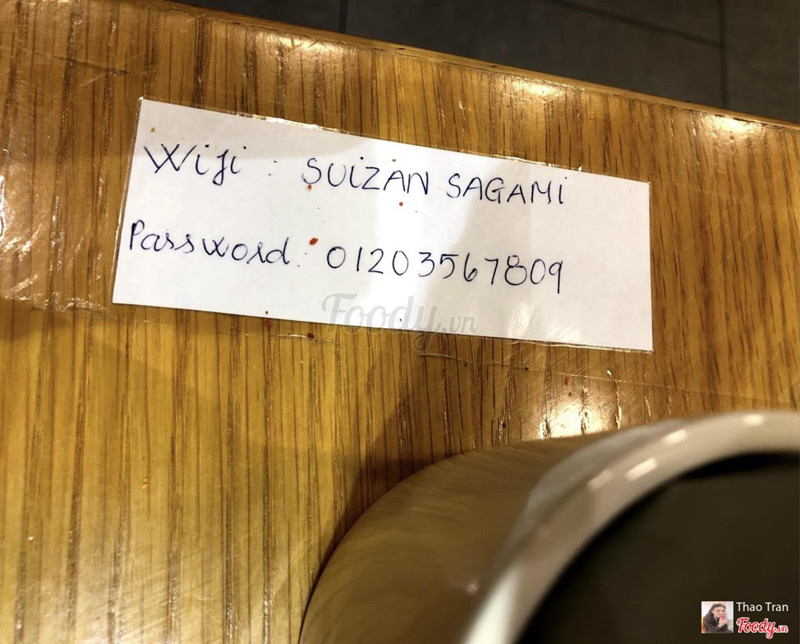 Wifi : SUIZAN SAGAMI
Password: 01203567809
Foody.vn
Thao Tran
Foody.vn